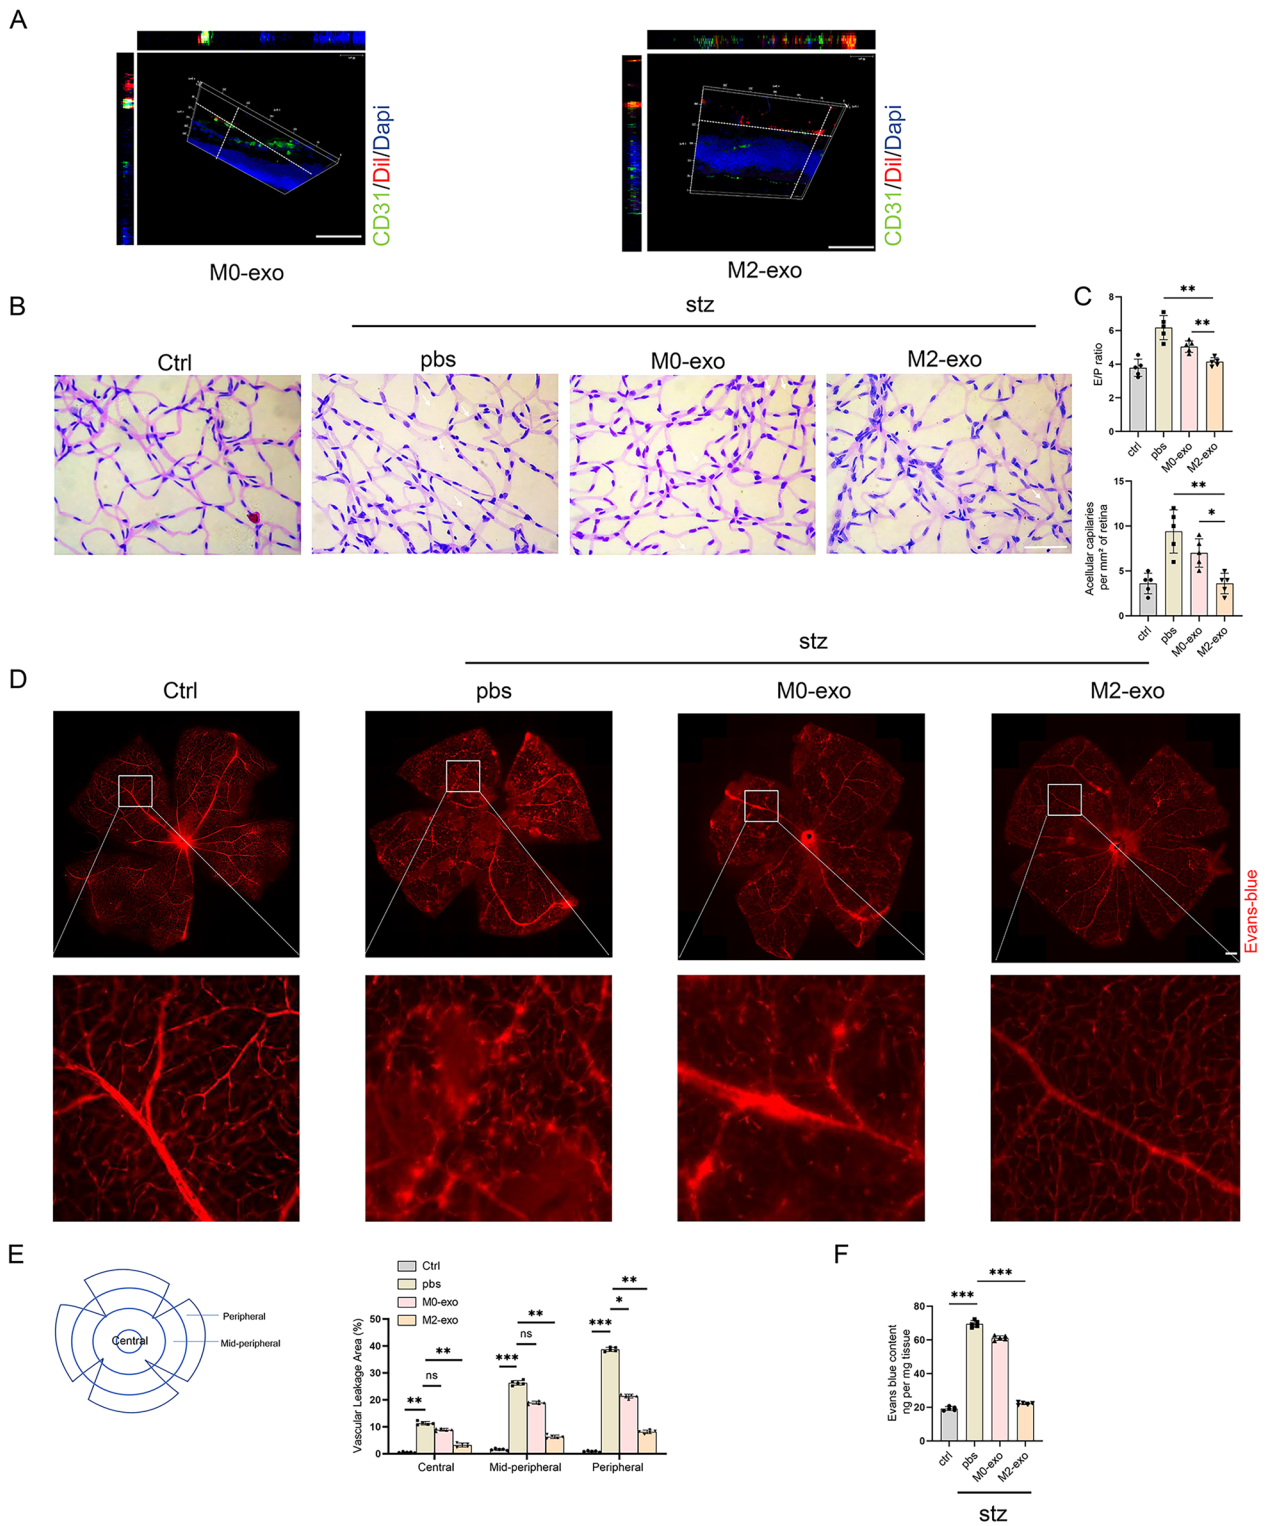 A
CD31/Dil/Dapi
CD31/Dil/Dapi
M0-exo
M2-exo
B
stz
Ctrl
pbs
M0-exo
M2-exo
C
E/P ratio
8
6
4
2
0
**
**
ctrl
pbs
M0-exo
M2-exo
Acellular capilaries
per mm² of retina
15
10
5
0
**
*
ctrl
pbs
M0-exo
M2-exo
stz
D
Ctrl
pbs
M0-exo
M2-exo
Evans-blue
E
Central
Peripheral
Mid-peripheral
Ctrl
pbs
M0-exo
M2-exo
Vascular Leakage Area (%)
50
40
30
20
10
0
**
ns
**
***
ns
**
***
*
**
Central
Mid-peripheral
Peripheral
F
Evans blue content
ng per mg tissue
80
60
40
20
0
***
***
ctrl
pbs
M0-exo
M2-exo
stz